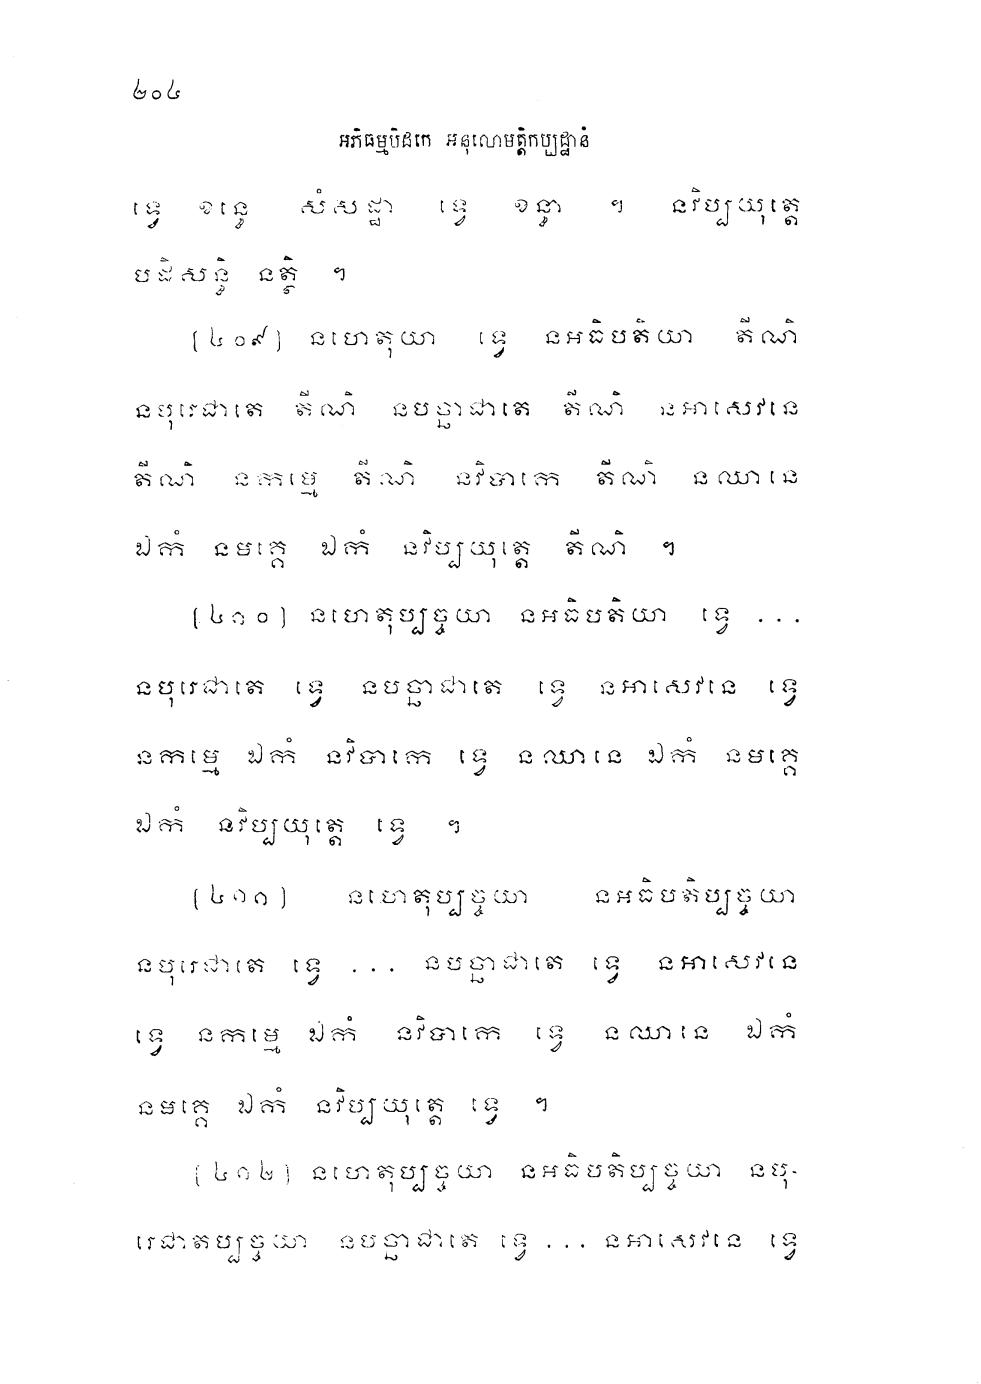 ២០៤
អភិធម្មបិដកេ អនុលោមត្តិកប្បដ្ឋានំ
ទ្វេ ខន្ធេ សំសដ្ឋា ទ្វេ ខន្ធា ។ នវិប្បយុត្តេ
បដិសន្ធិ នត្ថិ ។
[៤០៩] នហេតុយា ទ្វេ នអធិបតិយា តីណិ
នបុរេជាតេ តីណិ នបច្ឆាជាតេ តីណិ នអាសេវនេ
តីណិ នកម្មេ តីណិ នវិបាកេ តីណិ នឈានេ
ឯកំ នមគ្គេ ឯកំ នវិប្បយុត្តេ តីណិ ។
[៤១០] នហេតុប្បច្ចយា នអធិបតិយា ទ្វេ ...
នបុរេជាតេ ទ្វេ នបច្ឆាជាតេ ទ្វេ នអាសេវនេ ទ្វេ
នកម្មេ ឯកំ នវិបាកេ ទ្វេ នឈានេ ឯកំ នមគ្គេ
ឯកំ នវិប្បយុត្តេ ទ្វេ ។
[៤១១] នហេតុប្បច្ចយា នអធិបតិប្បច្ចយា
នបុរេជាតេ ទ្វេ ... នបច្ឆាជាតេ ទ្វេ នអាសេវនេ
ទ្វេ នកម្មេ ឯកំ នវិបាកេ ទ្វេ នឈានេ ឯកំ
នមគ្គេ ឯកំ នវិប្បយុត្តេ ទ្វេ ។
[៤១២] នហេតុប្បច្ចយា នអធិបតិប្បច្ចយា នបុ-
រេជាតប្បច្ចយា នបច្ឆាជាតេ ទ្វេ ... នអាសេវនេ ទ្វេ